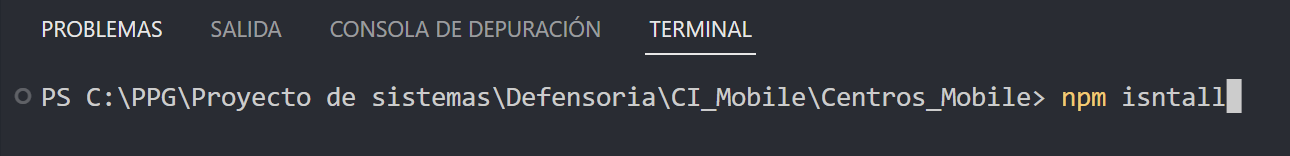 PROBLEMAS SALIDA CONSOLA DE DEPURACIÓN TERMINAL
PS C:\PPG\Proyecto de sistemas\Defensoria\CI_Mobile\Centros_Mobile> npm isntall